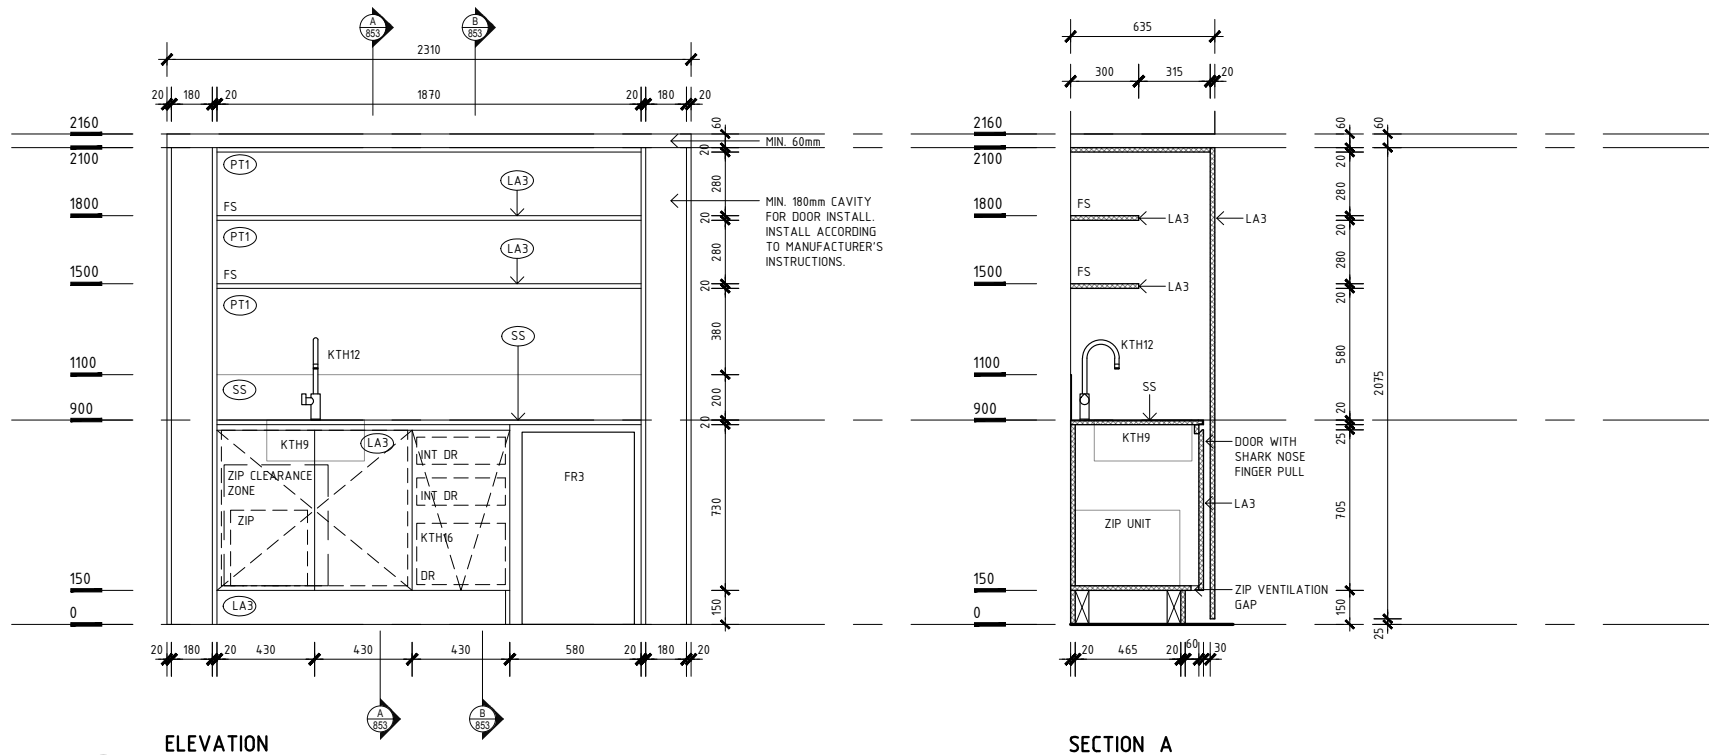 A
853
B
853
2310
20 180 20 1870 20 180 20
2160
60
MIN. 60mm
2100
20
PT1
LA3
280
MIN. 180mm CAVITY
FOR DOOR INSTALL.
INSTALL ACCORDING
TO MANUFACTURER'S
INSTRUCTIONS.
1800
FS
20
PT1
LA3
280
1500
FS
20
PT1
SS
380
KTH12
1100
SS
200
900
20
KTH9
LA3
INT DR
ZIP CLEARANCE
ZONE
INT DR
FR3
730
ZIP
KTH16
DR
150
LA3
150
0
20 180 20 430 430 430 580 20 180 20
A
853
B
853
ELEVATION
635
300 315 20
2160
60
60
2100
20
280
1800
FS
LA3
LA3
20
280
1500
FS
LA3
20
KTH12
580
2075
1100
SS
900
20
KTH9
25
DOOR WITH
SHARK NOSE
FINGER PULL
LA3
705
ZIP UNIT
150
ZIP VENTILATION
GAP
150
0
25
20 465 20 60 30
SECTION A